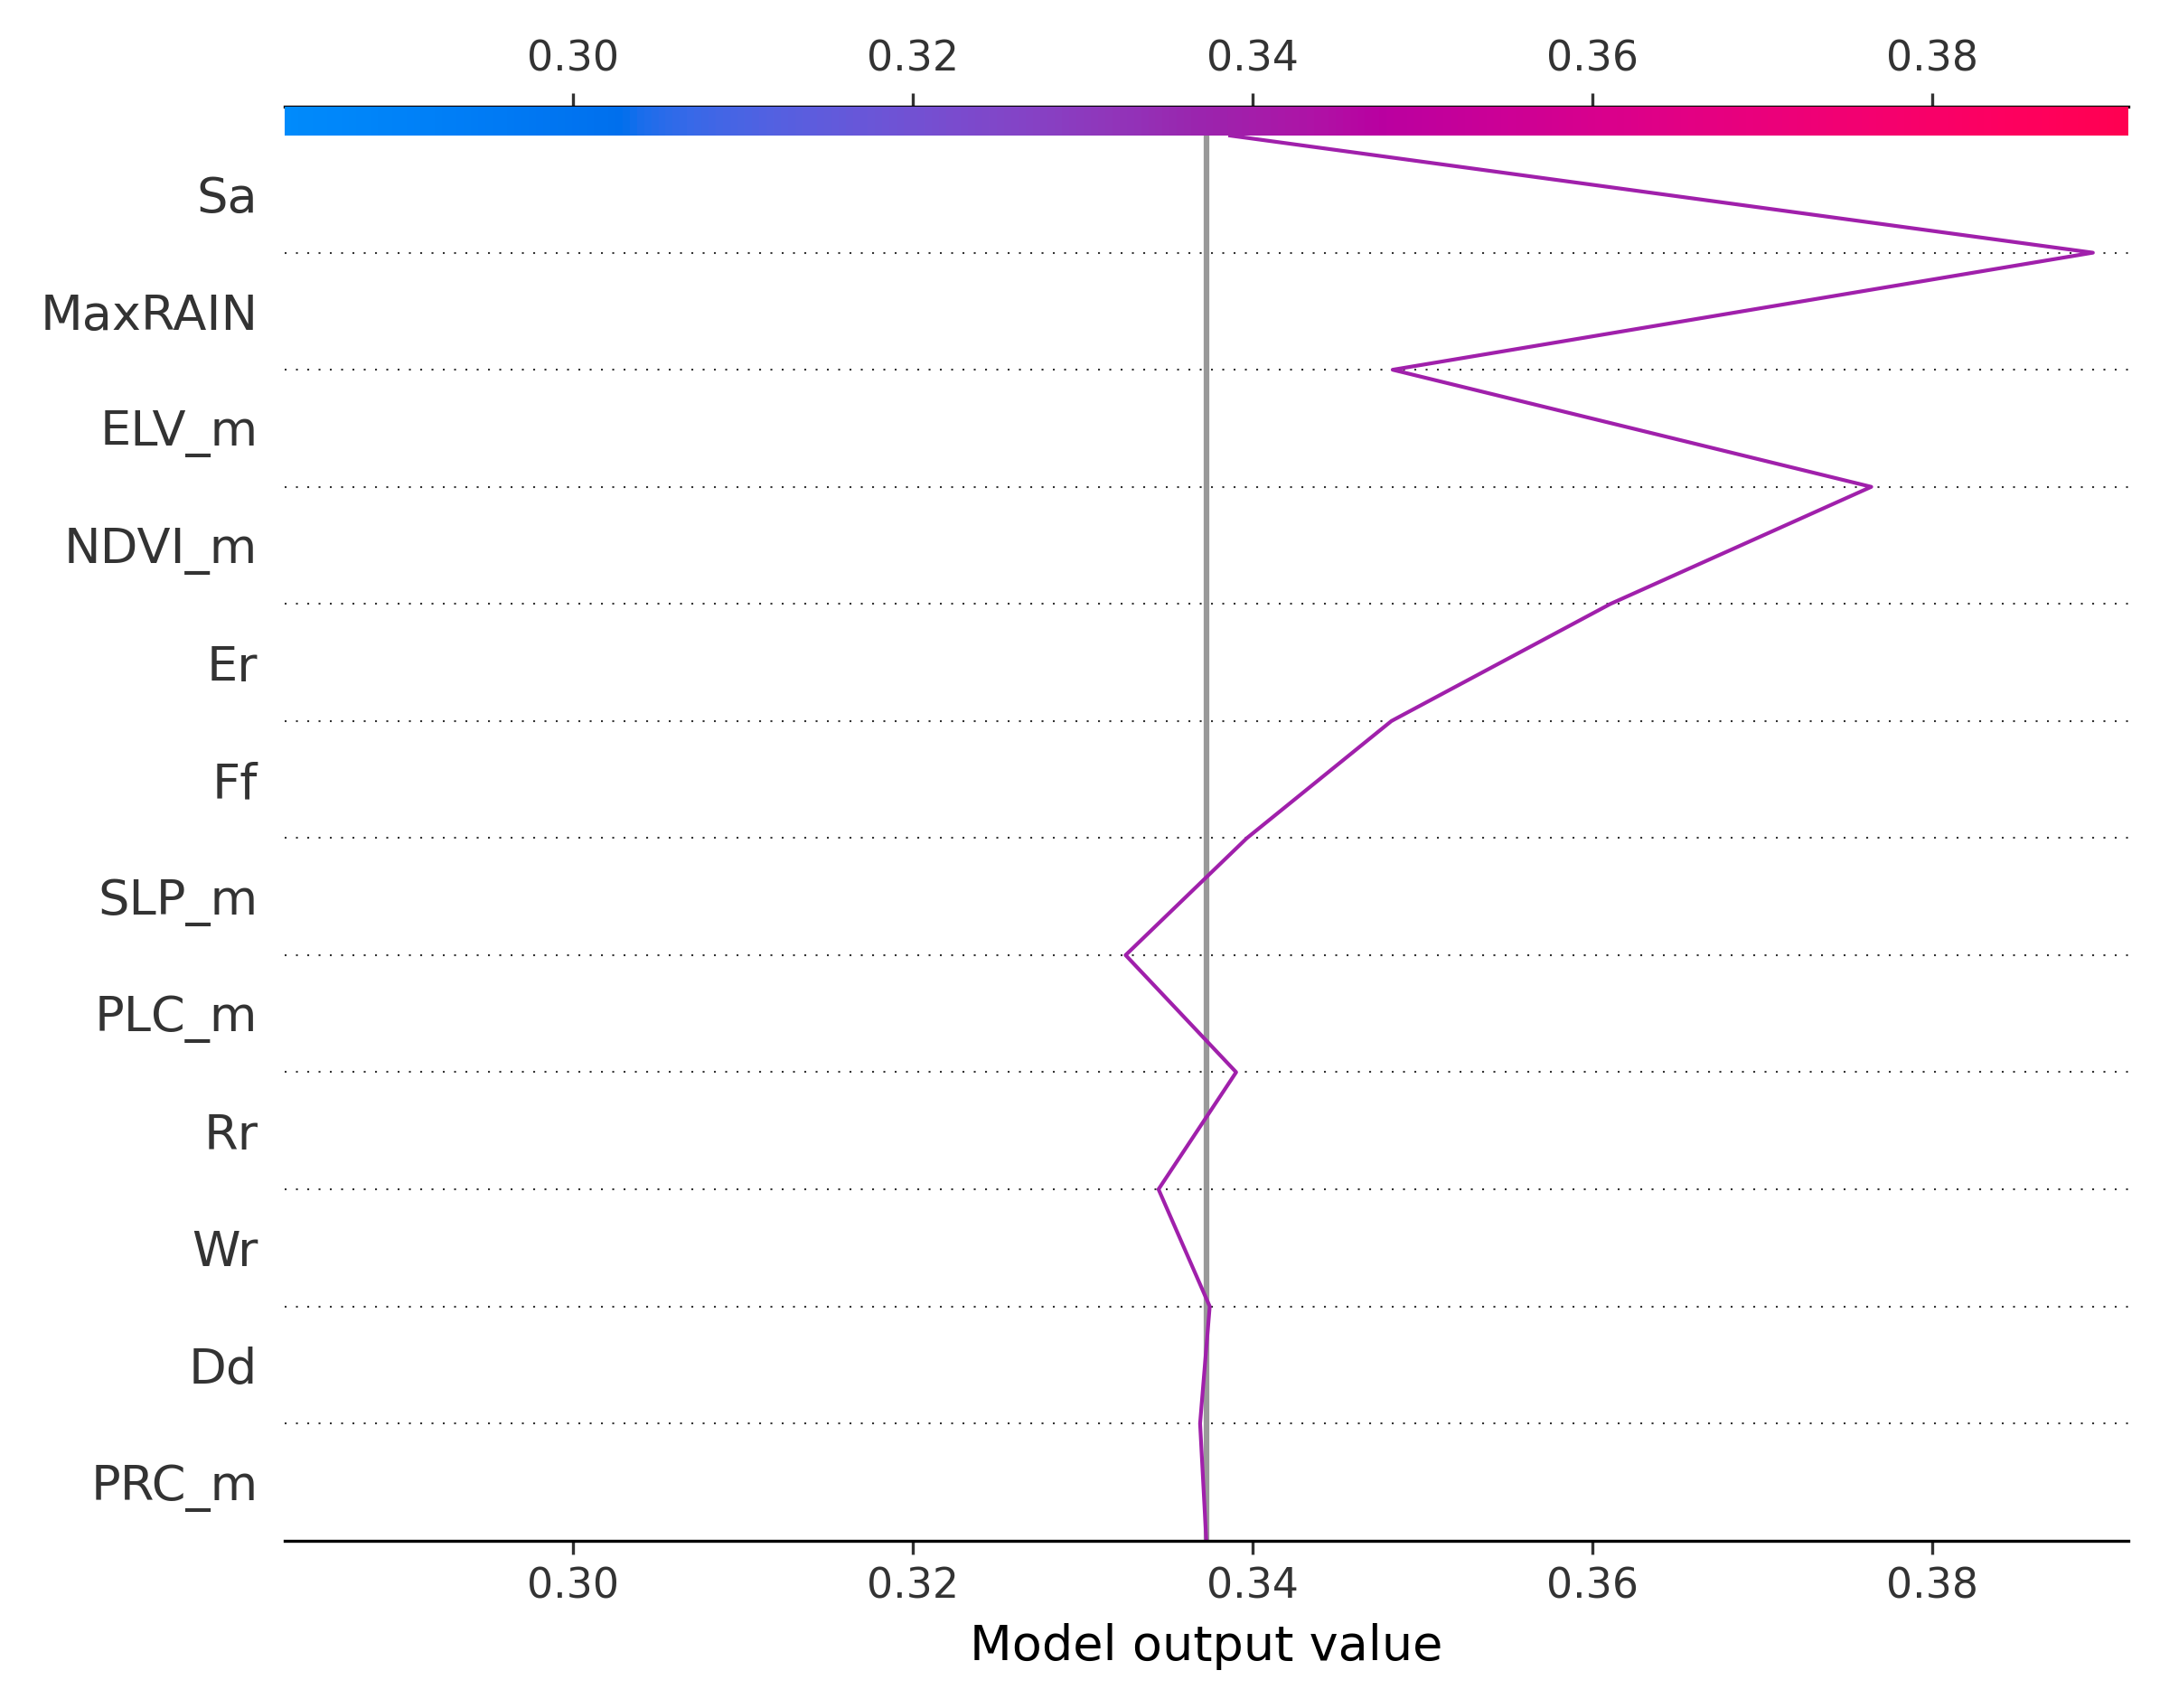 0.30 0.32 0.34 0.36 0.38
Sa
MaxRAIN
ELV_m
NDVI_m
Er
Ff
SLP_m
PLC_m
Rr
Wr
Dd
PRC_m
0.30 0.32 0.34 0.36 0.38
Model output value